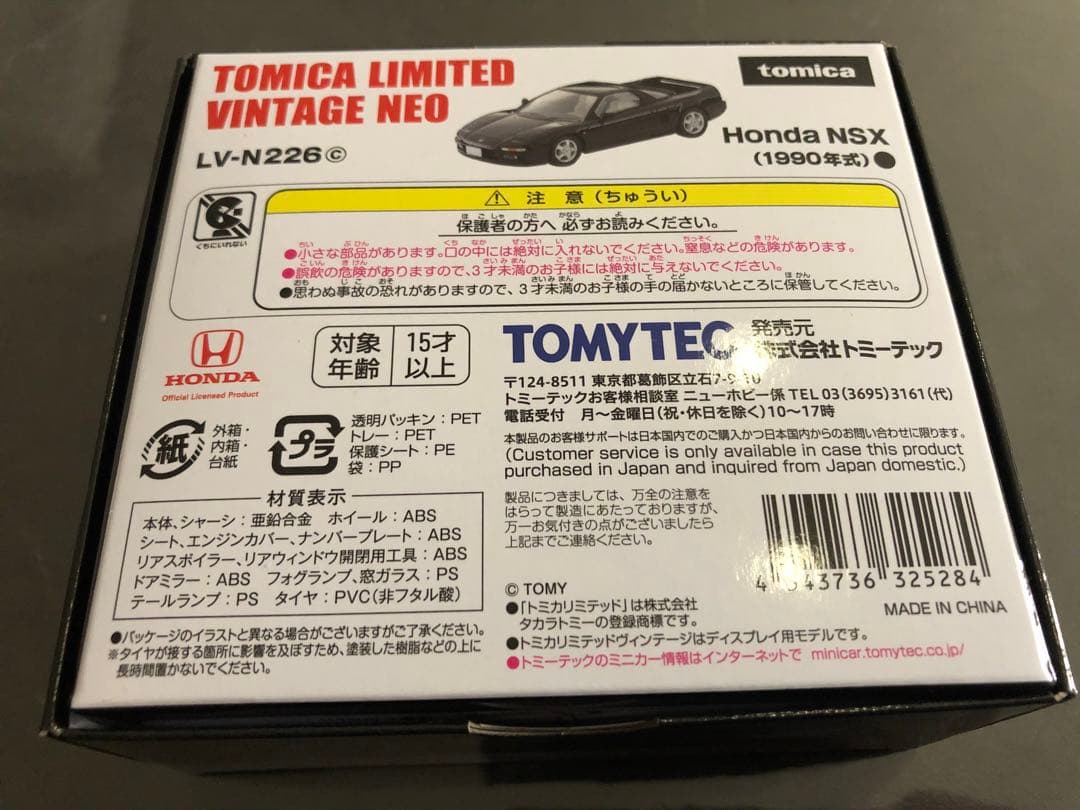 TOMICA LIMITED
VINTAGE NEO
LV-N226 ⓒ
tomica
Honda NSX
(1990年式)●
くちにいれない
⚠ 注 意 (ちゅうい)
保護者の方へ 必ずお読みください。
●小さな部品があります。口の中には絶対に入れないでください。窒息などの危険があります。
●誤飲の危険がありますので、3才未満のお子様には絶対に与えないでください。
●思わぬ事故の恐れがありますので、3才未満のお子様の手の届かないところに保管してください。
HONDA
Official Licensed Product
対象
年齢
15才
以上
TOMYTEC 発売元
株式会社トミーテック
〒124-8511 東京都葛飾区立石7-9-10
トミーテックお客様相談室 ニューホビー係 TEL 03(3695)3161(代)
電話受付 月〜金曜日(祝・休日を除く)10〜17時
本製品のお客様サポートは日本国内でのご購入かつ日本国内からのお問い合わせに限ります。
(Customer service is only available in case this product
purchased in Japan and inquired from Japan domestic.)
紙
外箱・
内箱・
台紙
プラ
透明パッキン:PET
トレー:PET
保護シート:PE
袋:PP
材質表示
本体、シャーシ:亜鉛合金 ホイール:ABS
シート、エンジンカバー、ナンバープレート:ABS
リアスポイラー、リアウィンドウ開閉用工具:ABS
ドアミラー:ABS フォグランプ、窓ガラス:PS
テールランプ:PS タイヤ:PVC(非フタル酸)
●パッケージのイラストと異なる場合がございますがご了承ください。
※タイヤが接する箇所に影響を及ぼすため、塗装した樹脂などの上に
長時間置かないでください。
製品につきましては、万全の注意を
はらって製造にあたっておりますが、
万一お気付きの点がございましたら
上記までご連絡ください。
© TOMY
●「トミカリミテッド」は株式会社
タカラトミーの登録商標です。
●トミカリミテッドヴィンテージはディスプレイ用モデルです。
●トミーテックのミニカー情報はインターネットで minicar.tomytec.co.jp/
4 543736 325284
MADE IN CHINA